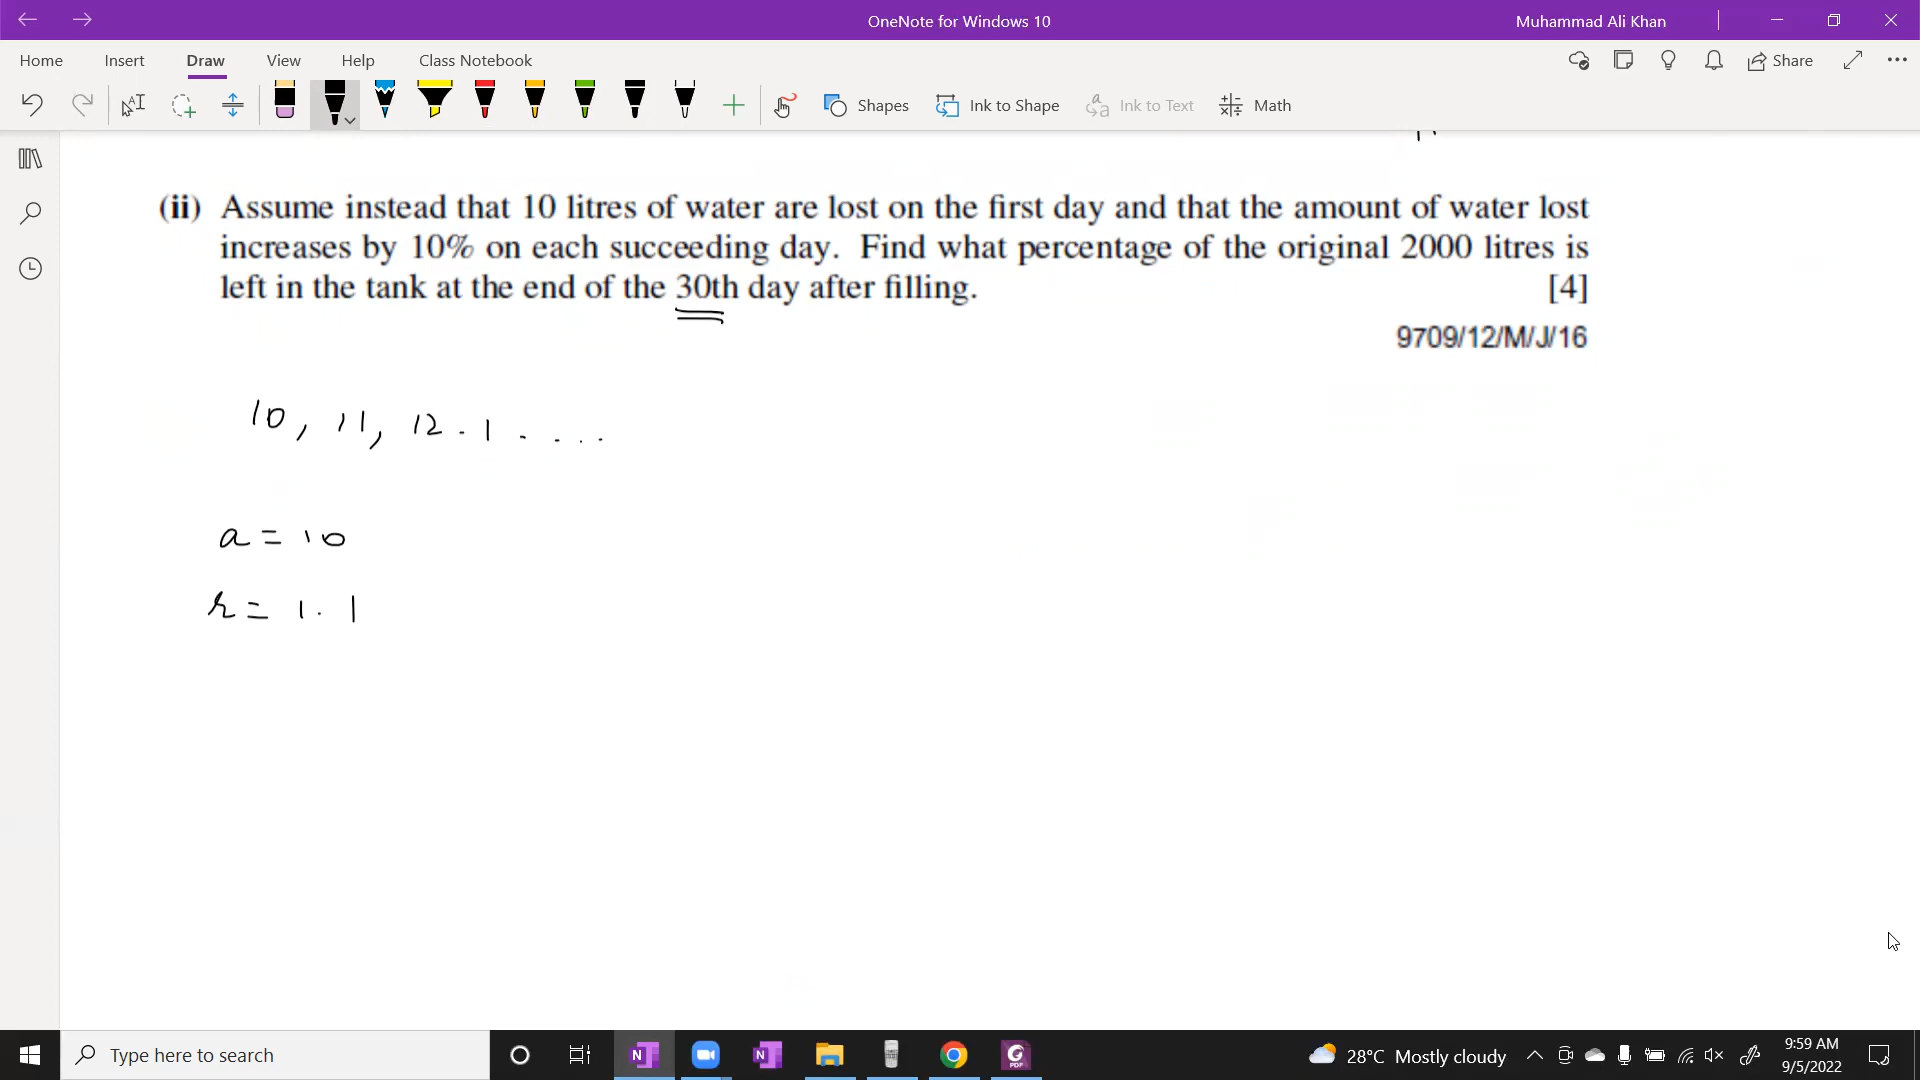 OneNote for Windows 10
Muhammad Ali Khan
Home Insert Draw View Help Class Notebook
Share
Shapes Ink to Shape Ink to Text Math
(ii) Assume instead that 10 litres of water are lost on the first day and that the amount of water lost
increases by 10% on each succeeding day. Find what percentage of the original 2000 litres is
left in the tank at the end of the 30th day after filling. [4]
9709/12/M/J/16
10, 11, 12.1 .....
a = 10
r = 1.1
Type here to search
28°C Mostly cloudy
9:59 AM
9/5/2022